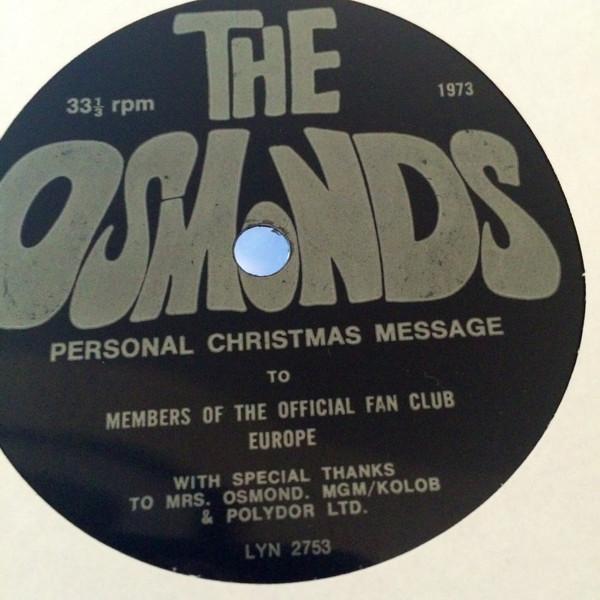 THE
33⅓ rpm
1973
OSMONDS
PERSONAL CHRISTMAS MESSAGE
TO
MEMBERS OF THE OFFICIAL FAN CLUB
EUROPE
WITH SPECIAL THANKS
TO MRS. OSMOND. MGM/KOLOB
& POLYDOR LTD.
LYN 2753